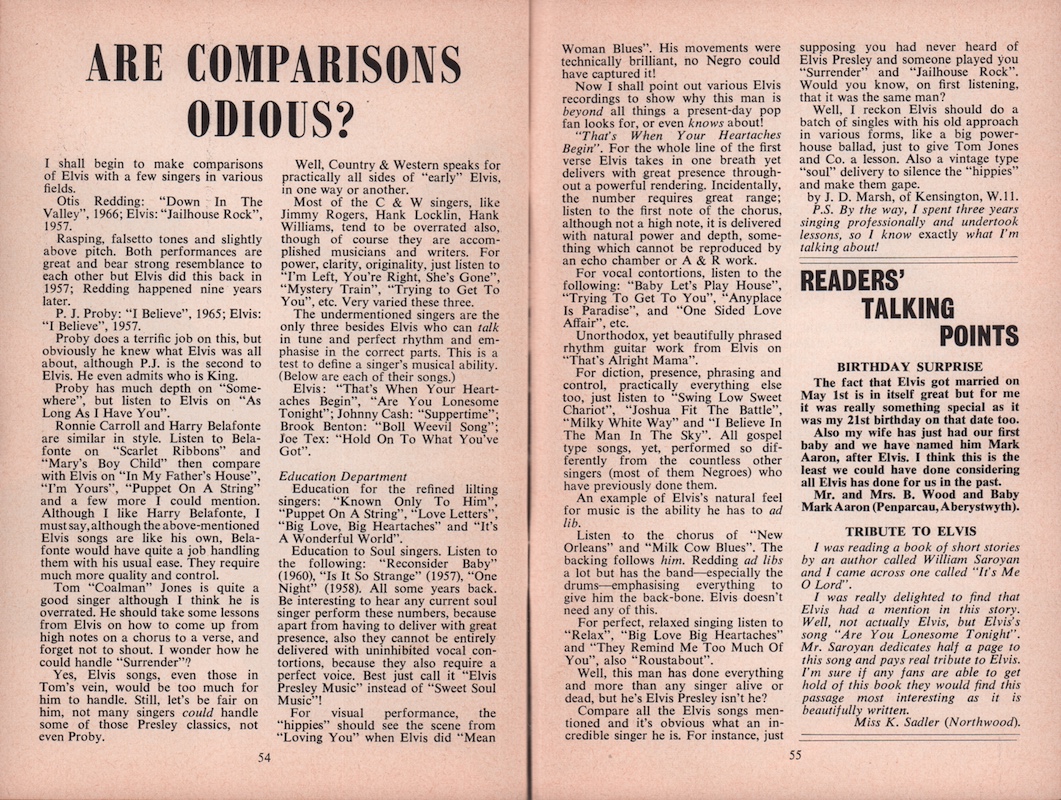 ARE COMPARISONS
ODIOUS?
I shall begin to make comparisons
of Elvis with a few singers in various
fields.
Otis Redding: "Down In The
Valley", 1966; Elvis: "Jailhouse Rock",
1957.
Rasping, falsetto tones and slightly
above pitch. Both performances are
great and bear strong resemblance to
each other but Elvis did this back in
1957; Redding happened nine years
later.
P. J. Proby: "I Believe", 1965; Elvis:
"I Believe", 1957.
Proby does a terrific job on this, but
obviously he knew what Elvis was all
about, although P.J. is the second to
Elvis. He even admits who is King.
Proby has much depth on "Some-
where", but listen to Elvis on "As
Long As I Have You".
Ronnie Carroll and Harry Belafonte
are similar in style. Listen to Bela-
fonte on "Scarlet Ribbons" and
"Mary's Boy Child" then compare
with Elvis on "In My Father's House",
"I'm Yours", "Puppet On A String"
and a few more I could mention.
Although I like Harry Belafonte, I
must say, although the above-mentioned
Elvis songs are like his own, Bela-
fonte would have quite a job handling
them with his usual ease. They require
much more quality and control.
Tom "Coalman" Jones is quite a
good singer although I think he is
overrated. He should take some lessons
from Elvis on how to come up from
high notes on a chorus to a verse, and
forget not to shout. I wonder how he
could handle "Surrender"?
Yes, Elvis songs, even those in
Tom's vein, would be too much for
him to handle. Still, let's be fair on
him, not many singers could handle
some of those Presley classics, not
even Proby.
Well, Country & Western speaks for
practically all sides of "early" Elvis,
in one way or another.
Most of the C & W singers, like
Jimmy Rogers, Hank Locklin, Hank
Williams, tend to be overrated also,
though of course they are accom-
plished musicians and writers. For
power, clarity, originality, just listen to
"I'm Left, You're Right, She's Gone",
"Mystery Train", "Trying to Get To
You", etc. Very varied these three.
The undermentioned singers are the
only three besides Elvis who can talk
in tune and perfect rhythm and em-
phasise in the correct parts. This is a
test to define a singer's musical ability.
(Below are each of their songs.)
Elvis: "That's When Your Heart-
aches Begin", "Are You Lonesome
Tonight"; Johnny Cash: "Suppertime";
Brook Benton: "Boll Weevil Song";
Joe Tex: "Hold On To What You've
Got".
Education Department
Education for the refined lilting
singers: "Known Only To Him",
"Puppet On A String", "Love Letters",
"Big Love, Big Heartaches" and "It's
A Wonderful World".
Education to Soul singers. Listen to
the following: "Reconsider Baby"
(1960), "Is It So Strange" (1957), "One
Night" (1958). All some years back.
Be interesting to hear any current soul
singer perform these numbers, because
apart from having to deliver with great
presence, also they cannot be entirely
delivered with uninhibited vocal con-
tortions, because they also require a
perfect voice. Best just call it "Elvis
Presley Music" instead of "Sweet Soul
Music"!
For visual performance, the
"hippies" should see the scene from
"Loving You" when Elvis did "Mean
54
Woman Blues". His movements were
technically brilliant, no Negro could
have captured it!
Now I shall point out various Elvis
recordings to show why this man is
beyond all things a present-day pop
fan looks for, or even knows about!
"That's When Your Heartaches
Begin". For the whole line of the first
verse Elvis takes in one breath yet
delivers with great presence through-
out a powerful rendering. Incidentally,
the number requires great range;
listen to the first note of the chorus,
although not a high note, it is delivered
with natural power and depth, some-
thing which cannot be reproduced by
an echo chamber or A & R work.
For vocal contortions, listen to the
following: "Baby Let's Play House",
"Trying To Get To You", "Anyplace
Is Paradise", and "One Sided Love
Affair", etc.
Unorthodox, yet beautifully phrased
rhythm guitar work from Elvis on
"That's Alright Mama".
For diction, presence, phrasing and
control, practically everything else
too, just listen to "Swing Low Sweet
Chariot", "Joshua Fit The Battle",
"Milky White Way" and "I Believe In
The Man In The Sky". All gospel
type songs, yet, performed so dif-
ferently from the countless other
singers (most of them Negroes) who
have previously done them.
An example of Elvis's natural feel
for music is the ability he has to ad
lib.
Listen to the chorus of "New
Orleans" and "Milk Cow Blues". The
backing follows him. Redding ad libs
a lot but has the band—especially the
drums—emphasising everything to
give him the back-bone. Elvis doesn't
need any of this.
For perfect, relaxed singing listen to
"Relax", "Big Love Big Heartaches"
and "They Remind Me Too Much Of
You", also "Roustabout".
Well, this man has done everything
and more than any singer alive or
dead, but he's Elvis Presley isn't he?
Compare all the Elvis songs men-
tioned and it's obvious what an in-
credible singer he is. For instance, just
supposing you had never heard of
Elvis Presley and someone played you
"Surrender" and "Jailhouse Rock".
Would you know, on first listening,
that it was the same man?
Well, I reckon Elvis should do a
batch of singles with his old approach
in various forms, like a big power-
house ballad, just to give Tom Jones
and Co. a lesson. Also a vintage type
"soul" delivery to silence the "hippies"
and make them gape.
by J. D. Marsh, of Kensington, W.11.
P.S. By the way, I spent three years
singing professionally and undertook
lessons, so I know exactly what I'm
talking about!
READERS'
TALKING
POINTS
BIRTHDAY SURPRISE
The fact that Elvis got married on
May 1st is in itself great but for me
it was really something special as it
was my 21st birthday on that date too.
Also my wife has just had our first
baby and we have named him Mark
Aaron, after Elvis. I think this is the
least we could have done considering
all Elvis has done for us in the past.
Mr. and Mrs. B. Wood and Baby
Mark Aaron (Penparcau, Aberystwyth).
TRIBUTE TO ELVIS
I was reading a book of short stories
by an author called William Saroyan
and I came across one called "It's Me
O Lord".
I was really delighted to find that
Elvis had a mention in this story.
Well, not actually Elvis, but Elvis's
song "Are You Lonesome Tonight".
Mr. Saroyan dedicates half a page to
this song and pays real tribute to Elvis.
I'm sure if any fans are able to get
hold of this book they would find this
passage most interesting as it is
beautifully written.
Miss K. Sadler (Northwood).
55